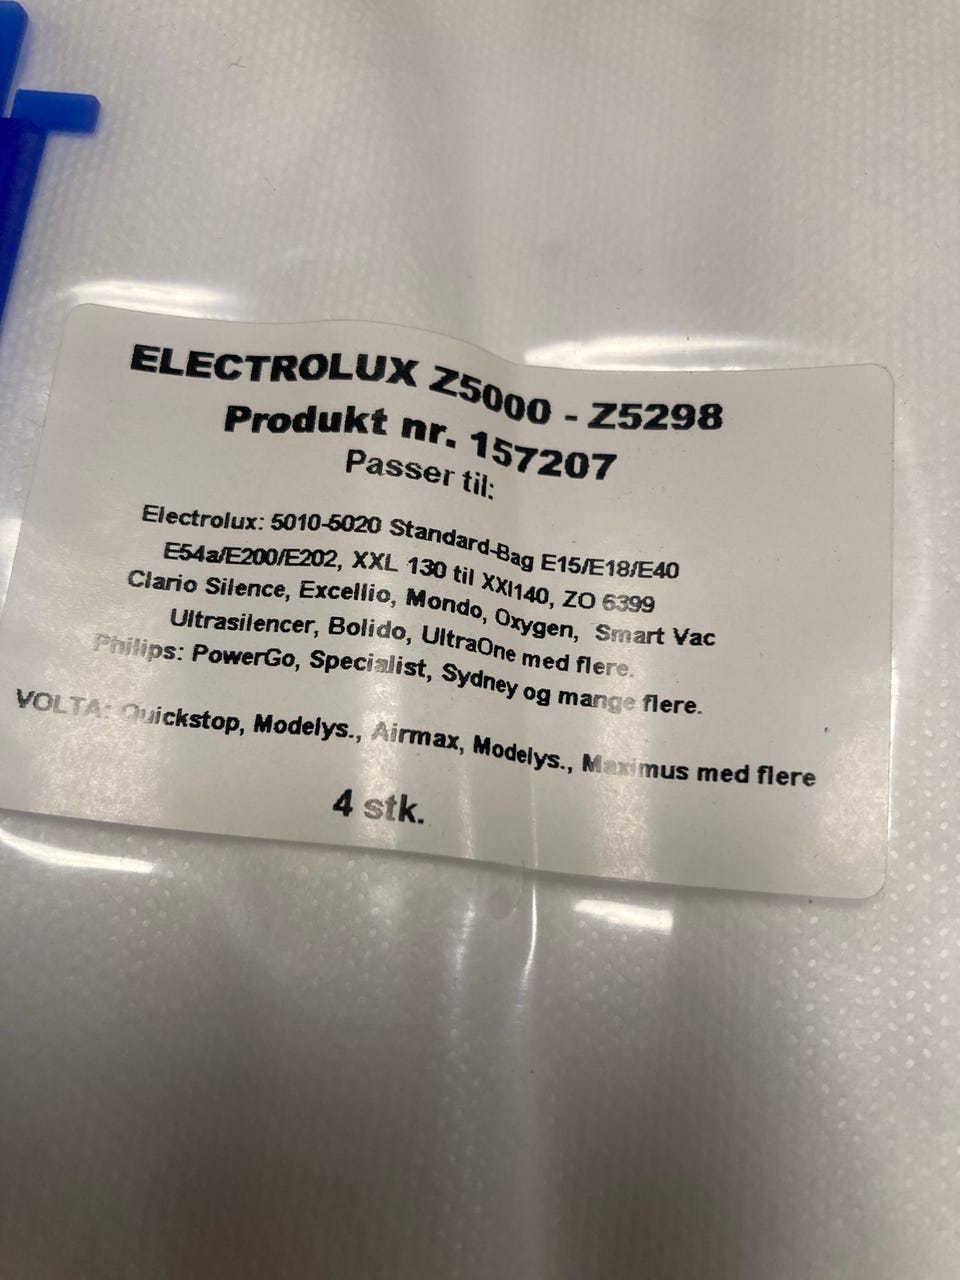 ELECTROLUX Z5000 - Z5298
Produkt nr. 157207
Passer til:
Electrolux: 5010-5020 Standard-Bag E15/E18/E40
E54a/E200/E202, XXL 130 til XXl140, ZO 6399
Clario Silence, Excellio, Mondo, Oxygen, Smart Vac
Ultrasilencer, Bolido, UltraOne med flere.
Philips: PowerGo, Specialist, Sydney og mange flere.
VOLTA: Quickstop, Modelys., Airmax, Modelys., Maximus med flere
4 stk.